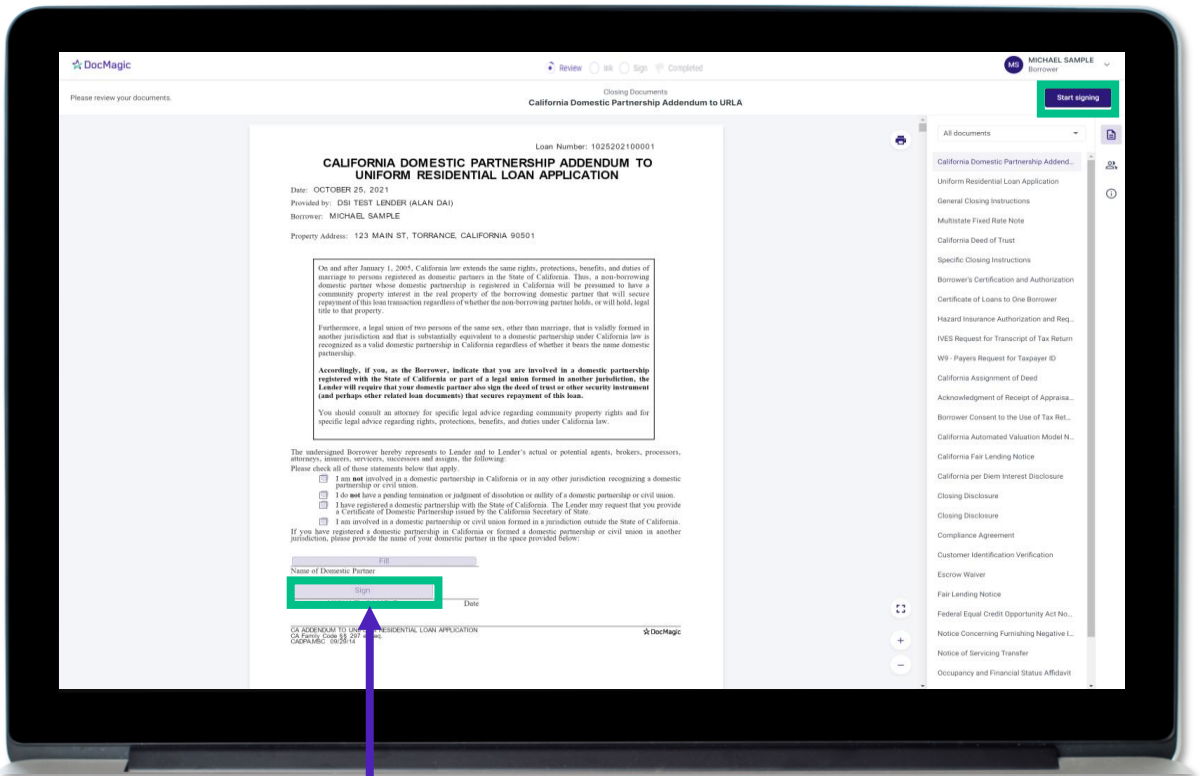 DocMagic
Review Ink Sign Completed
MS MICHAEL SAMPLE
Borrower
Please review your documents.
Closing Documents
California Domestic Partnership Addendum to URLA
Start signing
Loan Number: 1025202100001
CALIFORNIA DOMESTIC PARTNERSHIP ADDENDUM TO
UNIFORM RESIDENTIAL LOAN APPLICATION
Date: OCTOBER 25, 2021
Provided by: DSI TEST LENDER (ALAN DAI)
Borrower: MICHAEL SAMPLE
Property Address: 123 MAIN ST, TORRANCE, CALIFORNIA 90501
On and after January 1, 2005, California law extends the same rights, protections, benefits, and duties of
marriage to persons registered as domestic partners in the State of California. Thus, a non-borrowing
domestic partner whose domestic partnership is registered in California will be presumed to have a
community property interest in the real property of the borrowing domestic partner that will secure
repayment of this loan transaction regardless of whether the non-borrowing partner holds, or will hold, legal
title to that property.
Furthermore, a legal union of two persons of the same sex, other than marriage, that is validly formed in
another jurisdiction and that is substantially equivalent to a domestic partnership under California law is
recognized as a valid domestic partnership in California regardless of whether it bears the name domestic
partnership.
Accordingly, if you, as the Borrower, indicate that you are involved in a domestic partnership
registered with the State of California or part of a legal union formed in another jurisdiction, the
Lender will require that your domestic partner also sign the deed of trust or other security instrument
(and perhaps other related loan documents) that secures repayment of this loan.
You should consult an attorney for specific legal advice regarding community property rights and for
specific legal advice regarding rights, protections, benefits, and duties under California law.
The undersigned Borrower hereby represents to Lender and to Lender's actual or potential agents, brokers, processors,
attorneys, insurers, servicers, successors and assigns, the following:
Please check all of those statements below that apply.
I am not involved in a domestic partnership in California or in any other jurisdiction recognizing a domestic
partnership or civil union.
I do not have a pending termination or judgment of dissolution or nullity of a domestic partnership or civil union.
I have registered a domestic partnership with the State of California. The Lender may request that you provide
a Certificate of Domestic Partnership issued by the California Secretary of State.
I am involved in a domestic partnership or civil union formed in a jurisdiction outside the State of California.
If you have registered a domestic partnership in California or formed a domestic partnership or civil union in another
jurisdiction, please provide the name of your domestic partner in the space provided below:
Fill
Name of Domestic Partner
Sign
Date
CA ADDENDUM TO RESIDENTIAL LOAN APPLICATION
CA Family Code §§ 297
CADPA.MSC 09/29/14
DocMagic
All documents
California Domestic Partnership Addend...
Uniform Residential Loan Application
General Closing Instructions
Multistate Fixed Rate Note
California Deed of Trust
Specific Closing Instructions
Borrower's Certification and Authorization
Certificate of Loans to One Borrower
Hazard Insurance Authorization and Req...
IVES Request for Transcript of Tax Return
W9 - Payers Request for Taxpayer ID
California Assignment of Deed
Acknowledgment of Receipt of Appraisa...
Borrower Consent to the Use of Tax Ret...
California Automated Valuation Model N...
California Fair Lending Notice
California per Diem Interest Disclosure
Closing Disclosure
Closing Disclosure
Compliance Agreement
Customer Identification Verification
Escrow Waiver
Fair Lending Notice
Federal Equal Credit Opportunity Act No...
Notice Concerning Furnishing Negative I...
Notice of Servicing Transfer
Occupancy and Financial Status Affidavit